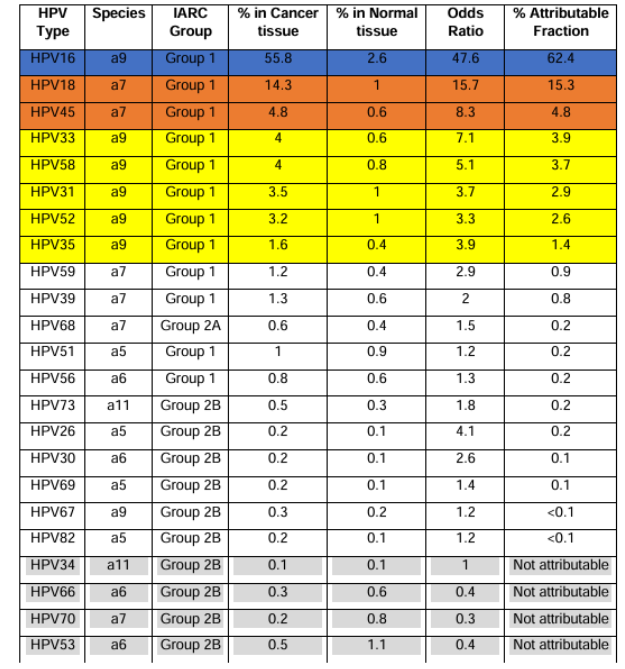 HPV Type Species IARC Group % in Cancer tissue % in Normal tissue Odds Ratio % Attributable Fraction
HPV16 a9 Group 1 55.8 2.6 47.6 62.4
HPV18 a7 Group 1 14.3 1 15.7 15.3
HPV45 a7 Group 1 4.8 0.6 8.3 4.8
HPV33 a9 Group 1 4 0.6 7.1 3.9
HPV58 a9 Group 1 4 0.8 5.1 3.7
HPV31 a9 Group 1 3.5 1 3.7 2.9
HPV52 a9 Group 1 3.2 1 3.3 2.6
HPV35 a9 Group 1 1.6 0.4 3.9 1.4
HPV59 a7 Group 1 1.2 0.4 2.9 0.9
HPV39 a7 Group 1 1.3 0.6 2 0.8
HPV68 a7 Group 2A 0.6 0.4 1.5 0.2
HPV51 a5 Group 1 1 0.9 1.2 0.2
HPV56 a6 Group 1 0.8 0.6 1.3 0.2
HPV73 a11 Group 2B 0.5 0.3 1.8 0.2
HPV26 a5 Group 2B 0.2 0.1 4.1 0.2
HPV30 a6 Group 2B 0.2 0.1 2.6 0.1
HPV69 a5 Group 2B 0.2 0.1 1.4 0.1
HPV67 a9 Group 2B 0.3 0.2 1.2 <0.1
HPV82 a5 Group 2B 0.2 0.1 1.2 <0.1
HPV34 a11 Group 2B 0.1 0.1 1 Not attributable
HPV66 a6 Group 2B 0.3 0.6 0.4 Not attributable
HPV70 a7 Group 2B 0.2 0.8 0.3 Not attributable
HPV53 a6 Group 2B 0.5 1.1 0.4 Not attributable